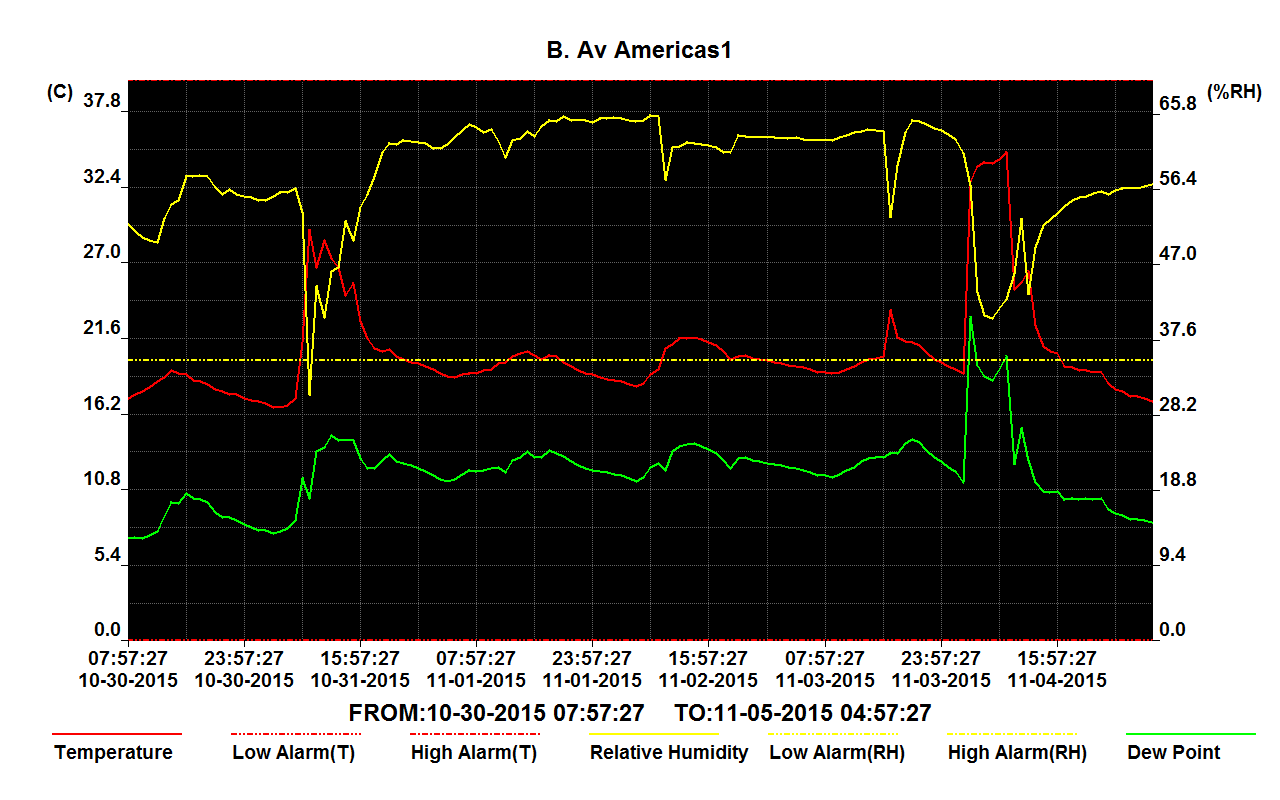 B. Av Americas1
(C) 37.8 65.8 (%RH)
32.4 56.4
27.0 47.0
21.6 37.6
16.2 28.2
10.8 18.8
5.4 9.4
0.0 0.0
07:57:27 23:57:27 15:57:27 07:57:27 23:57:27 15:57:27 07:57:27 23:57:27 15:57:27
10-30-2015 10-30-2015 10-31-2015 11-01-2015 11-01-2015 11-02-2015 11-03-2015 11-03-2015 11-04-2015
FROM:10-30-2015 07:57:27 TO:11-05-2015 04:57:27
Temperature Low Alarm(T) High Alarm(T) Relative Humidity Low Alarm(RH) High Alarm(RH) Dew Point